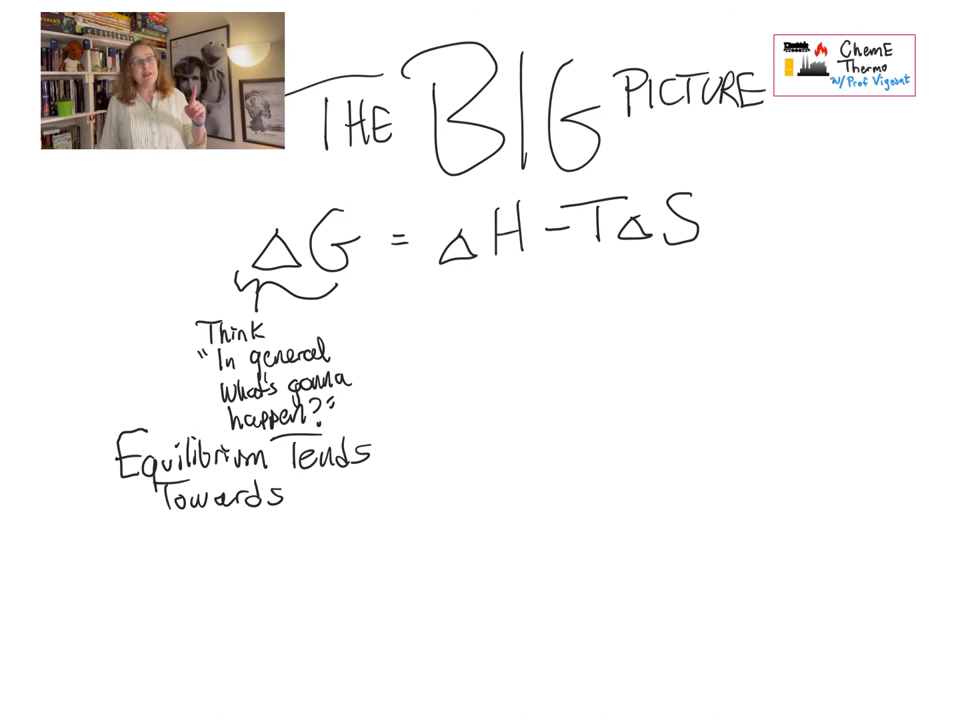 THE BIG PICTURE
ChemE
Thermo
w/ Prof Vigeant
ΔG = ΔH - TΔS
Think
"In general
What's gonna
happen?"
Equilibrium Tends
Towards